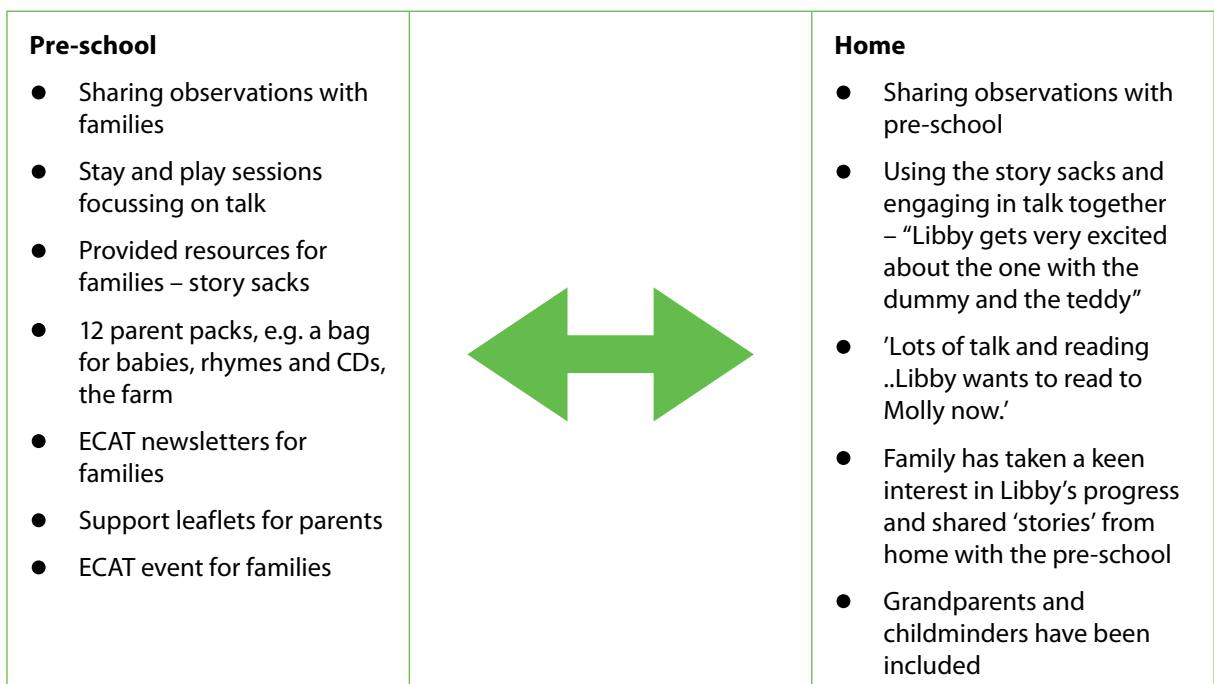 Pre-school
● Sharing observations with
families
● Stay and play sessions
focussing on talk
● Provided resources for
families – story sacks
● 12 parent packs, e.g. a bag
for babies, rhymes and CDs,
the farm
● ECAT newsletters for
families
● Support leaflets for parents
● ECAT event for families
Home
● Sharing observations with
pre-school
● Using the story sacks and
engaging in talk together
– “Libby gets very excited
about the one with the
dummy and the teddy”
● ’Lots of talk and reading
..Libby wants to read to
Molly now.’
● Family has taken a keen
interest in Libby’s progress
and shared ‘stories’ from
home with the pre-school
● Grandparents and
childminders have been
included